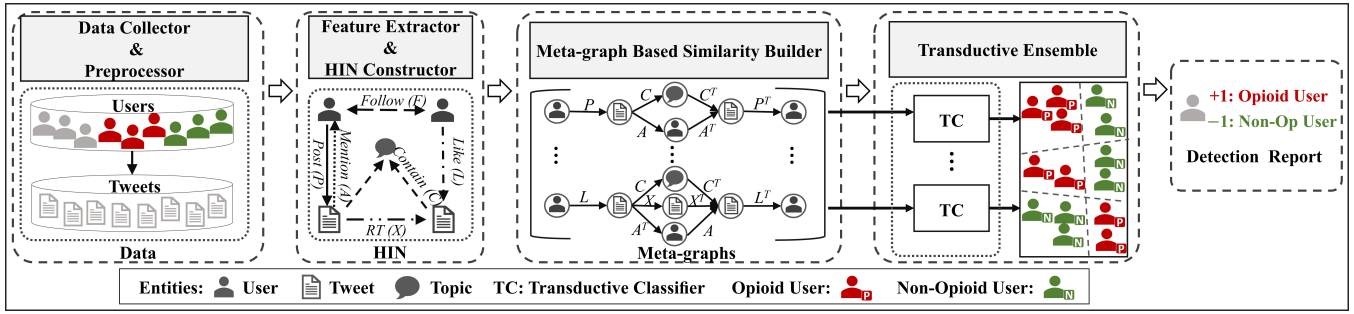 Data Collector
&
Preprocessor
Users
Tweets
Data
Feature Extractor
&
HIN Constructor
Follow (F)
Post (P)
Mention (A)
Contain (C)
Like (L)
RT (X)
HIN
Meta-graph Based Similarity Builder
P C C^T P^T
A A^T
L C C^T L^T
X X^T
A^T A
Meta-graphs
Transductive Ensemble
TC
TC
P P N
P P N
N
P P N
N N P
N P
+1: Opioid User
−1: Non-Op User
Detection Report
Entities: User Tweet Topic TC: Transductive Classifier Opioid User: P Non-Opioid User: N